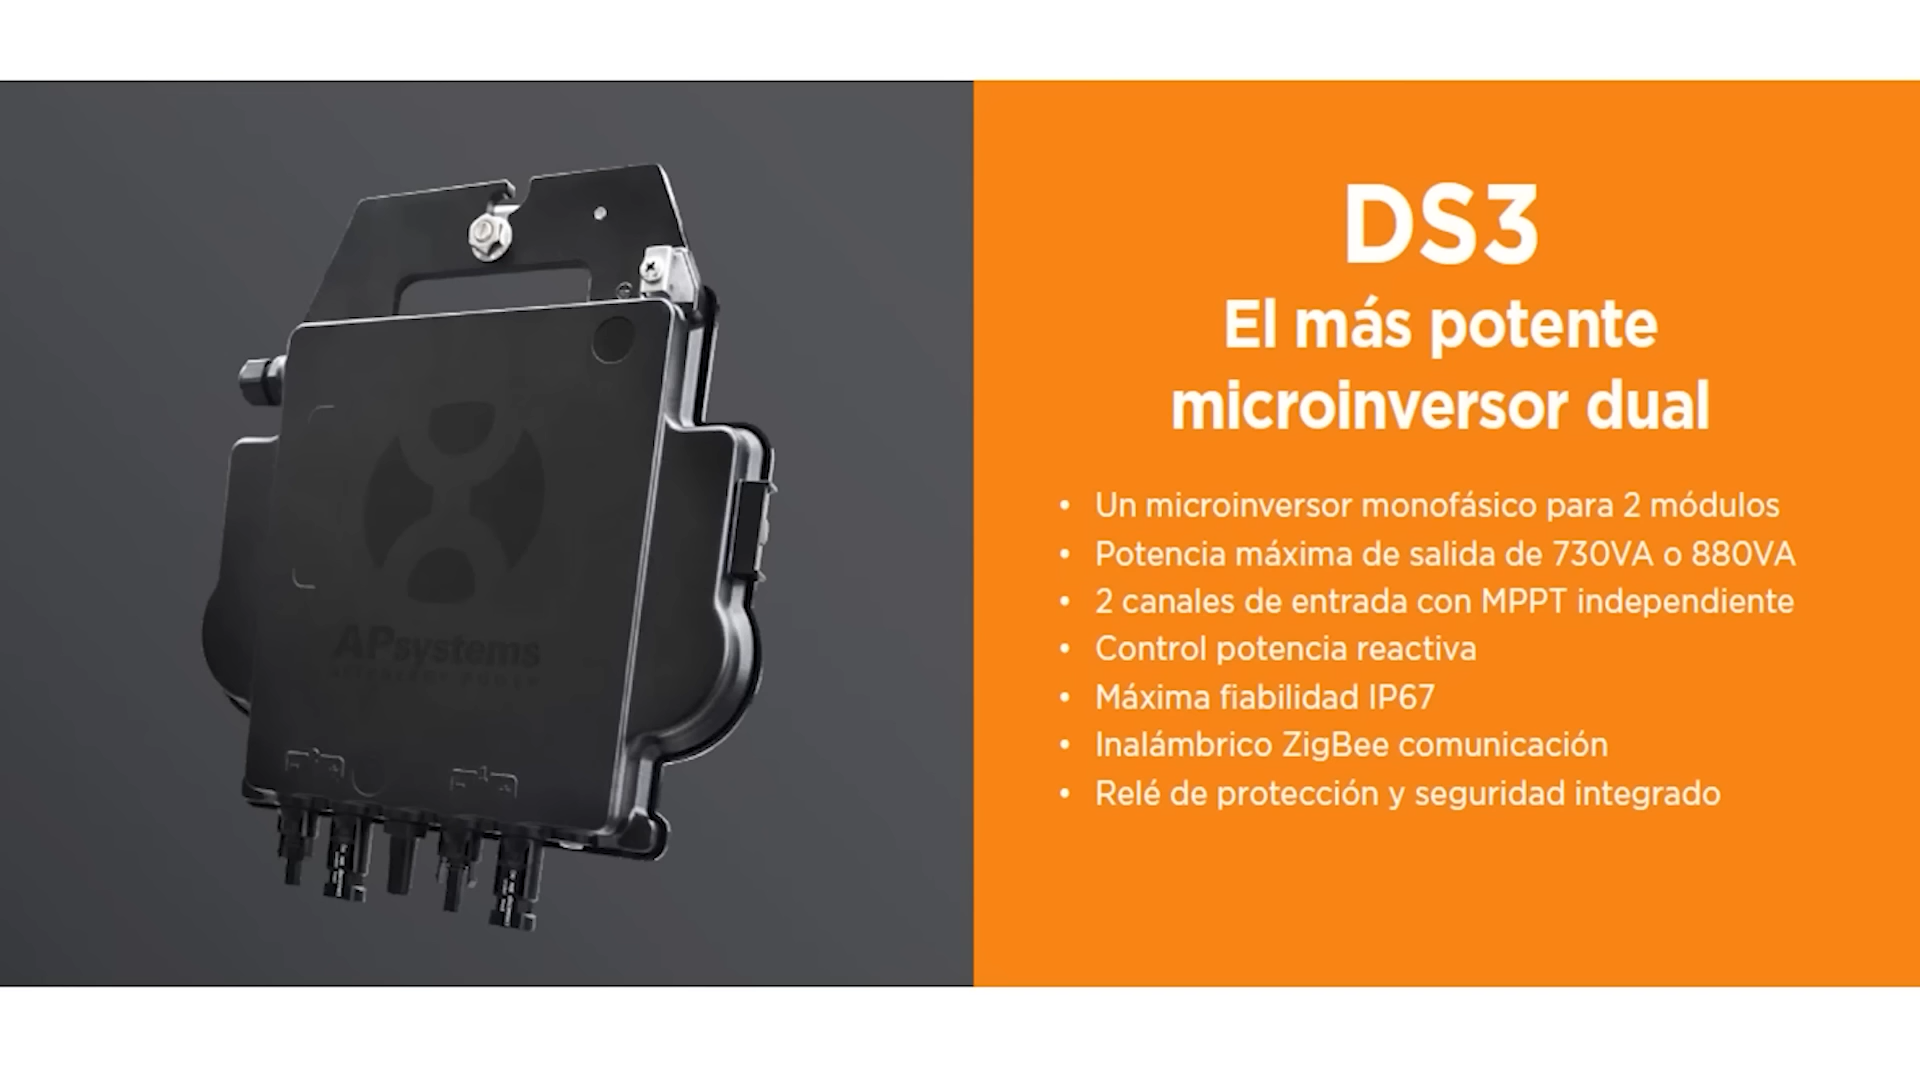 APsystems
DS3
El más potente
microinversor dual
• Un microinversor monofásico para 2 módulos
• Potencia máxima de salida de 730VA o 880VA
• 2 canales de entrada con MPPT independiente
• Control potencia reactiva
• Máxima fiabilidad IP67
• Inalámbrico ZigBee comunicación
• Relé de protección y seguridad integrado